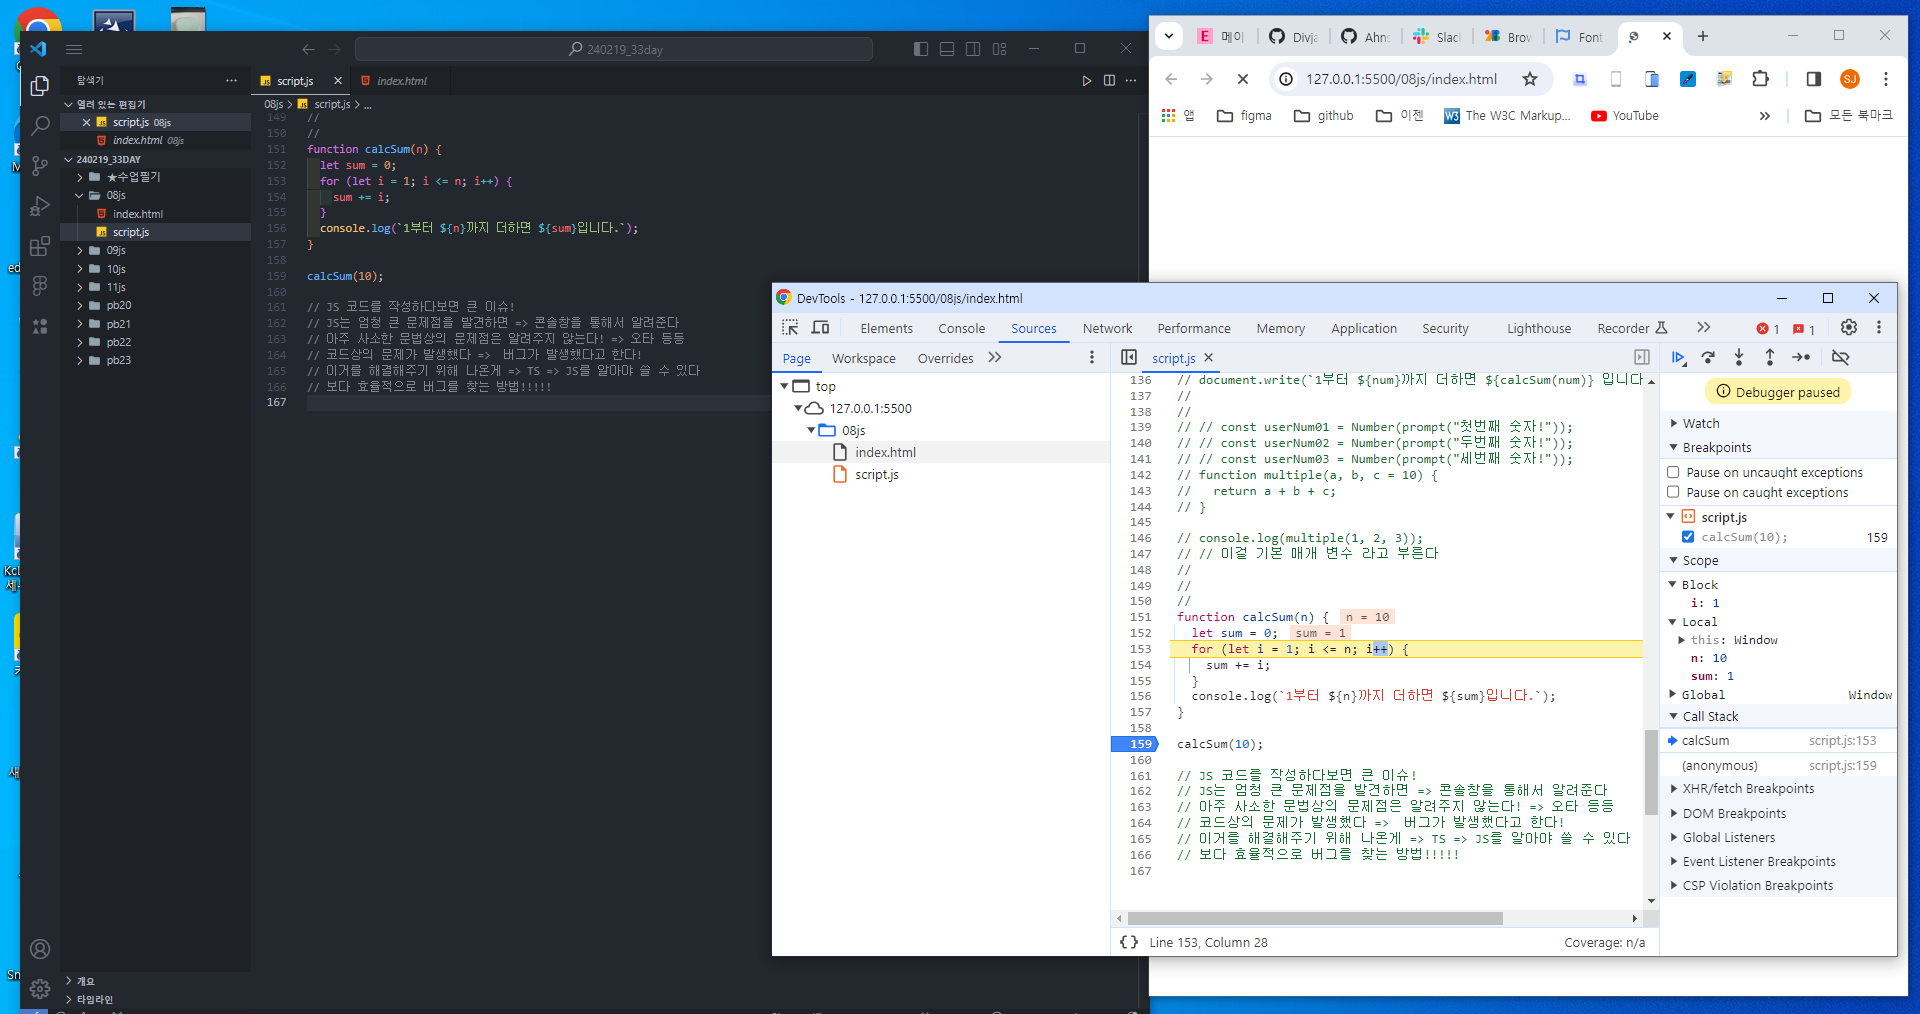 240219_33day
탐색기
열려 있는 편집기
script.js 08js
index.html 08js
240219_33DAY
★수업필기
08js
index.html
script.js
09js
10js
11js
pb20
pb21
pb22
pb23
개요
타임라인
script.js
index.html
08js > script.js > ...
149 //
150 //
151 function calcSum(n) {
152 let sum = 0;
153 for (let i = 1; i <= n; i++) {
154 sum += i;
155 }
156 console.log(`1부터 ${n}까지 더하면 ${sum}입니다.`);
157 }
158
159 calcSum(10);
160
161 // JS 코드를 작성하다보면 큰 이슈!
162 // JS는 엄청 큰 문제점을 발견하면 => 콘솔창을 통해서 알려준다
163 // 아주 사소한 문법상의 문제점은 알려주지 않는다! => 오타 등등
164 // 코드상의 문제가 발생했다 => 버그가 발생했다고 한다!
165 // 이거를 해결해주기 위해 나온게 => TS => JS를 알아야 쓸 수 있다
166 // 보다 효율적으로 버그를 찾는 방법!!!!!
167
E 메이
Divja
Ahns
Slac
Brow
Font
127.0.0.1:5500/08js/index.html
SJ
앱
figma
github
이젠
The W3C Markup...
YouTube
모든 북마크
DevTools - 127.0.0.1:5500/08js/index.html
Elements Console Sources Network Performance Memory Application Security Lighthouse Recorder 1 1
Page Workspace Overrides
top
127.0.0.1:5500
08js
index.html
script.js
script.js
136 // document.write(`1부터 ${num}까지 더하면 ${calcSum(num)} 입니다
137 //
138 //
139 // // const userNum01 = Number(prompt("첫번째 숫자!"));
140 // // const userNum02 = Number(prompt("두번째 숫자!"));
141 // // const userNum03 = Number(prompt("세번째 숫자!"));
142 // function multiple(a, b, c = 10) {
143 // return a + b + c;
144 // }
145
146 // console.log(multiple(1, 2, 3));
147 // // 이걸 기본 매개 변수 라고 부른다
148 //
149 //
150 //
151 function calcSum(n) { n = 10
152 let sum = 0; sum = 1
153 for (let i = 1; i <= n; i++) {
154 sum += i;
155 }
156 console.log(`1부터 ${n}까지 더하면 ${sum}입니다.`);
157 }
158
159 calcSum(10);
160
161 // JS 코드를 작성하다보면 큰 이슈!
162 // JS는 엄청 큰 문제점을 발견하면 => 콘솔창을 통해서 알려준다
163 // 아주 사소한 문법상의 문제점은 알려주지 않는다! => 오타 등등
164 // 코드상의 문제가 발생했다 => 버그가 발생했다고 한다!
165 // 이거를 해결해주기 위해 나온게 => TS => JS를 알아야 쓸 수 있다
166 // 보다 효율적으로 버그를 찾는 방법!!!!!
167
{} Line 153, Column 28
Coverage: n/a
Debugger paused
Watch
Breakpoints
Pause on uncaught exceptions
Pause on caught exceptions
script.js
calcSum(10); 159
Scope
Block
i: 1
Local
this: Window
n: 10
sum: 1
Global Window
Call Stack
calcSum script.js:153
(anonymous) script.js:159
XHR/fetch Breakpoints
DOM Breakpoints
Global Listeners
Event Listener Breakpoints
CSP Violation Breakpoints